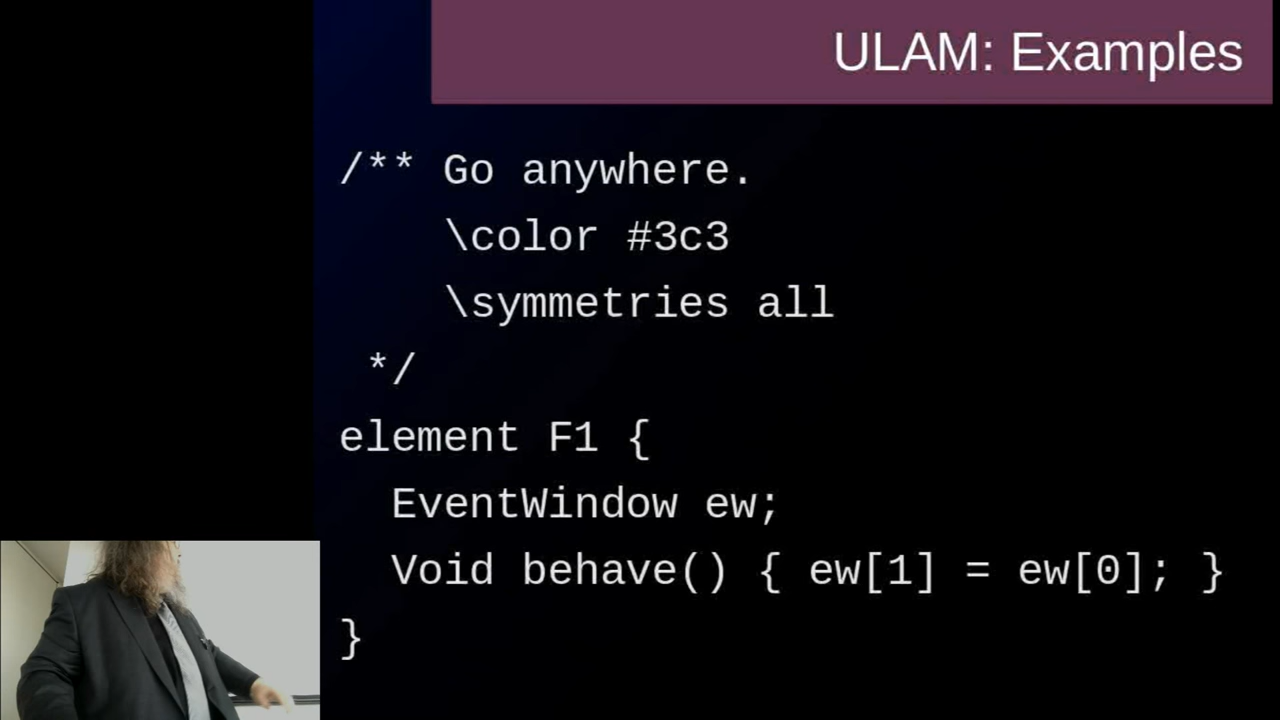 ULAM: Examples
/** Go anywhere.
\color #3c3
\symmetries all
*/
element F1 {
EventWindow ew;
Void behave() { ew[1] = ew[0]; }
}